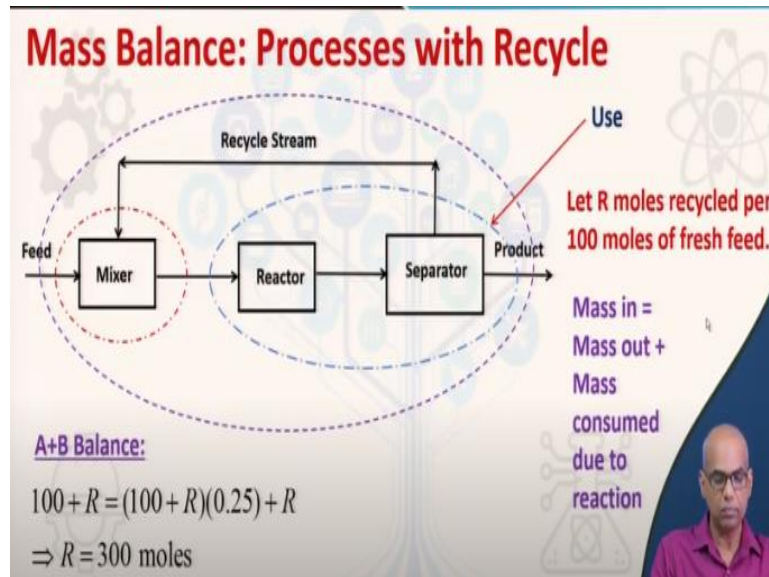 Mass Balance: Processes with Recycle
Use
Recycle Stream
Let R moles recycled per
100 moles of fresh feed.
Feed
Mixer
Reactor
Separator
Product
Mass in =
Mass out +
Mass
consumed
due to
reaction
A+B Balance:
100 + R = (100 + R)(0.25) + R
⇒ R = 300 moles